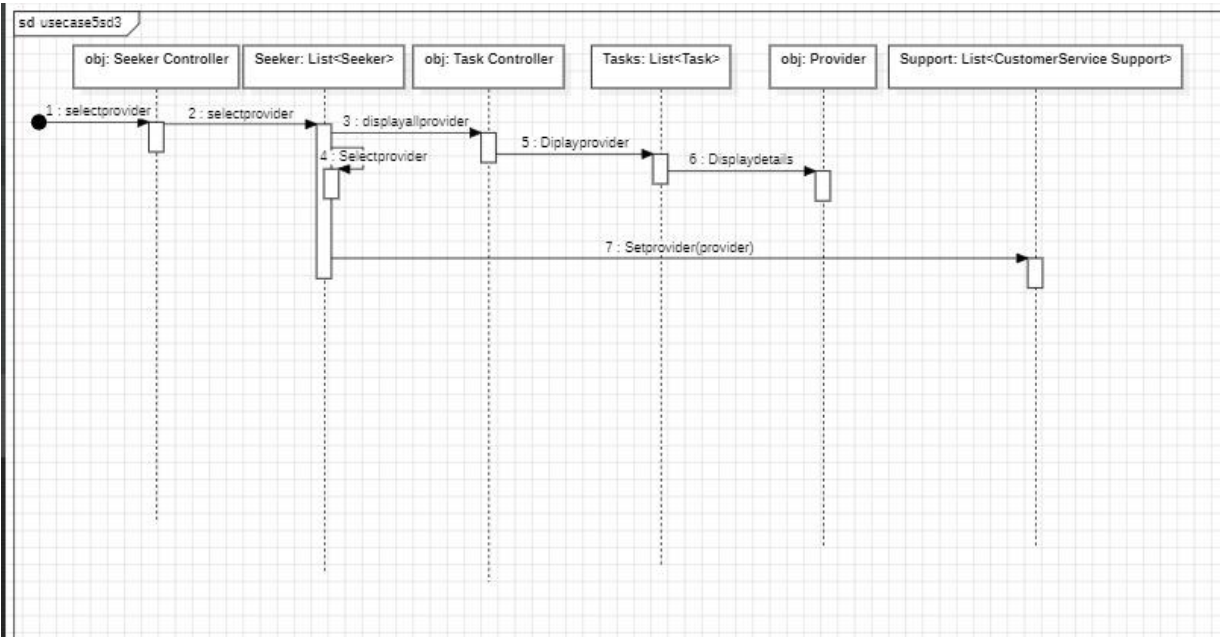 sd usecase5sd3
obj: Seeker Controller
Seeker: List<Seeker>
obj: Task Controller
Tasks: List<Task>
obj: Provider
Support: List<CustomerService Support>
1 : selectprovider
2 : selectprovider
3 : displayallprovider
4 : Selectprovider
5 : Diplayprovider
6 : Displaydetails
7 : Setprovider(provider)